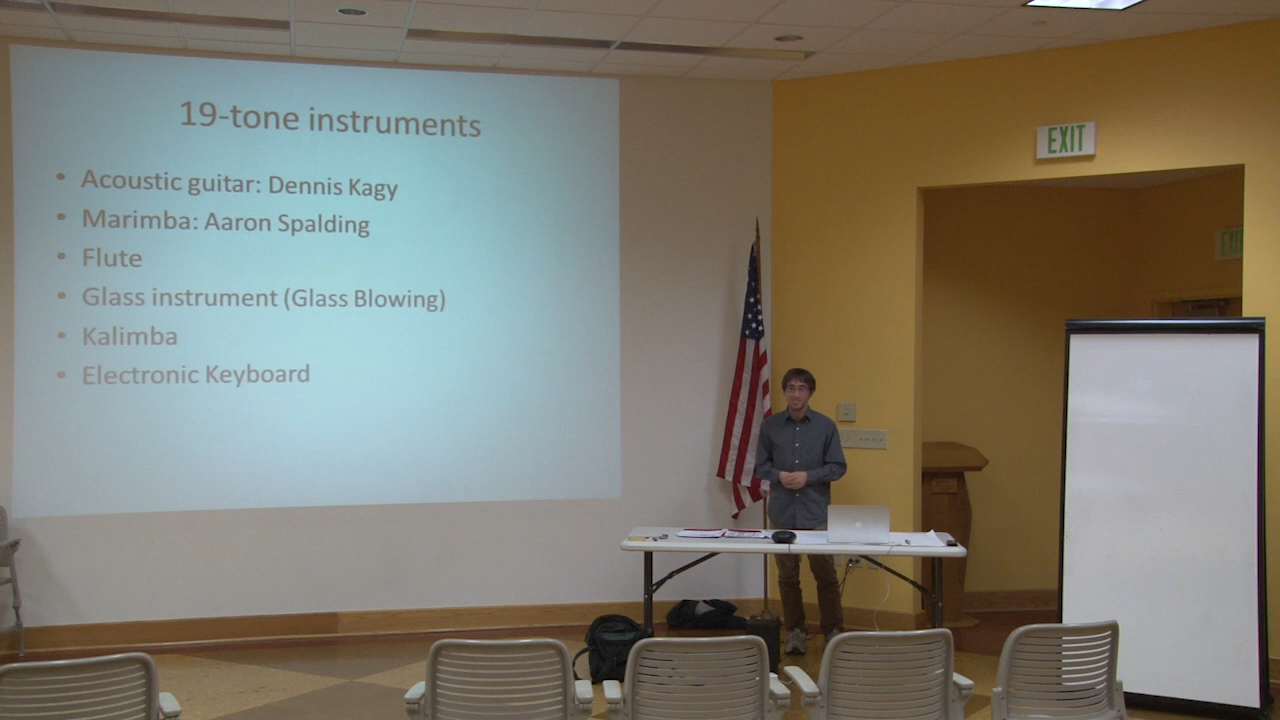 19-tone instruments
• Acoustic guitar: Dennis Kagy
• Marimba: Aaron Spalding
• Flute
• Glass instrument (Glass Blowing)
• Kalimba
• Electronic Keyboard
EXIT